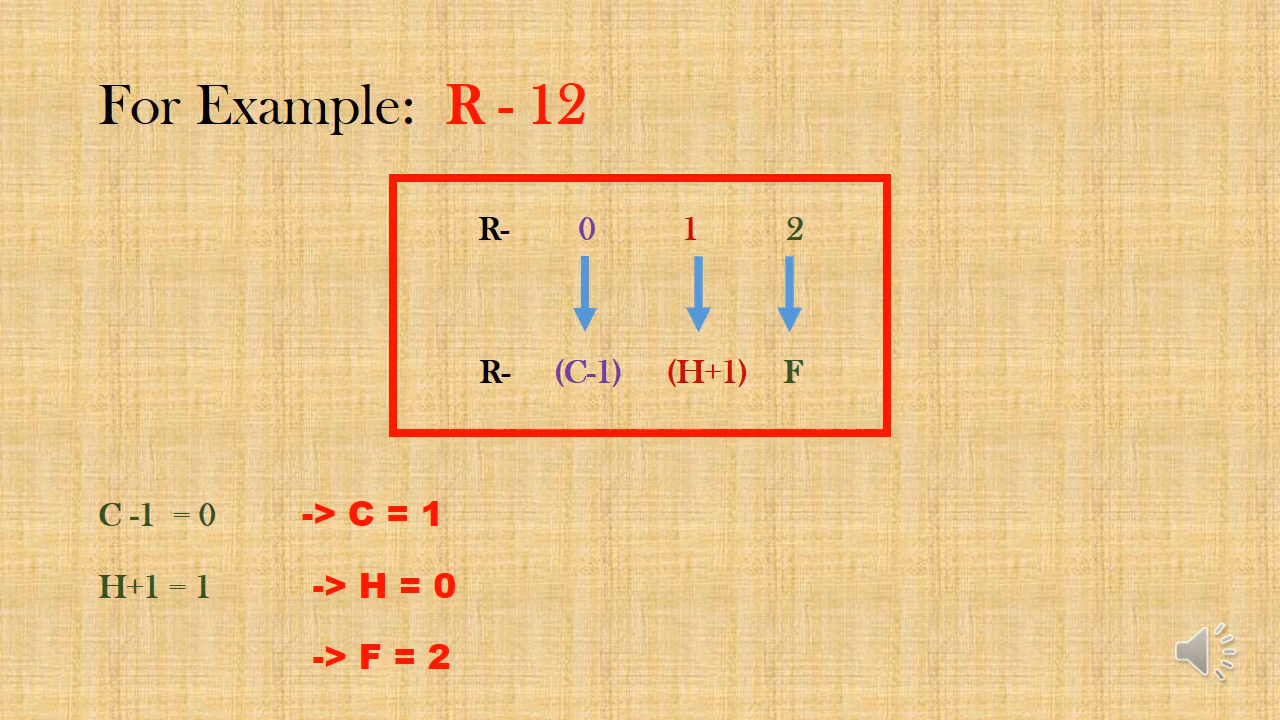 For Example: R - 12
R- 0 1 2
R- (C-1) (H+1) F
C -1 = 0 -> C = 1
H+1 = 1 -> H = 0
-> F = 2